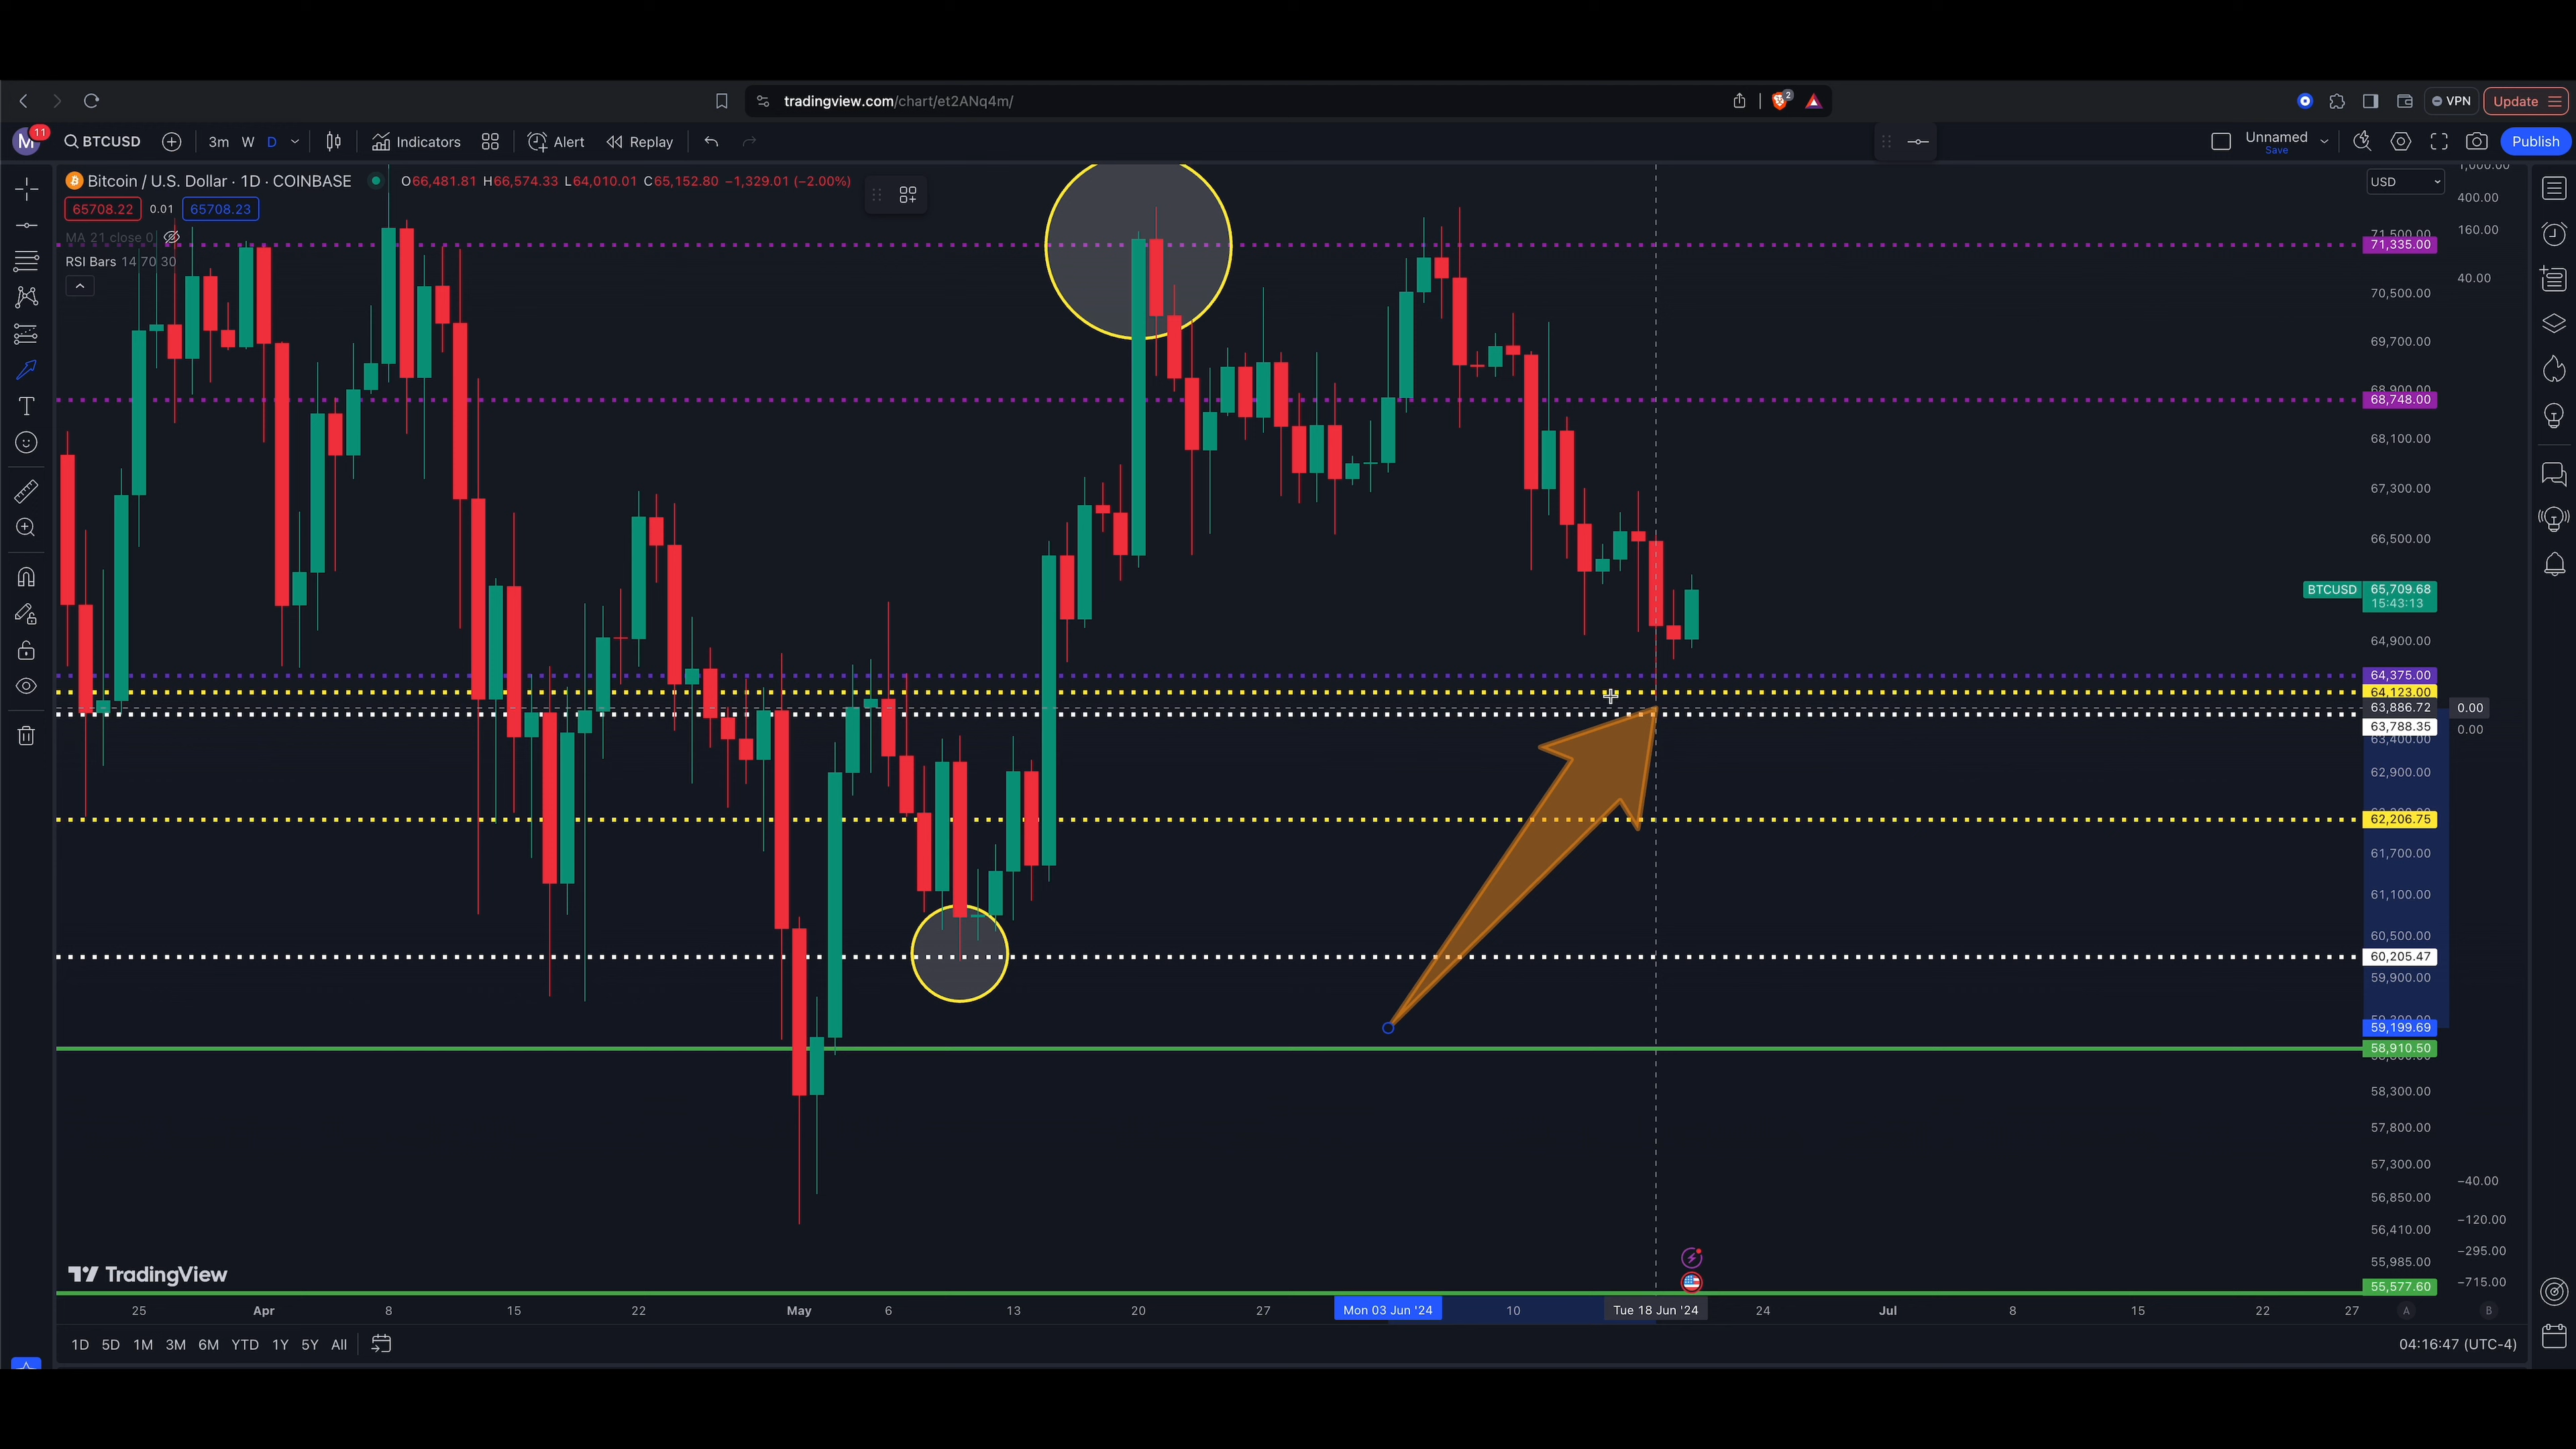 tradingview.com/chart/et2ANq4m/
2
VPN
Update
M
11
BTCUSD
3m
W
D
Indicators
Alert
Replay
Unnamed
Save
Publish
Bitcoin / U.S. Dollar · 1D · COINBASE
O66,481.81 H66,574.33 L64,010.01 C65,152.80 −1,329.01 (−2.00%)
65708.22
0.01
65708.23
MA 21 close 0
RSI Bars 14 70 30
USD
400.00
71,335.00
160.00
70,500.00
40.00
69,700.00
68,748.00
68,100.00
67,300.00
66,500.00
BTCUSD
65,709.68
15:43:13
64,900.00
64,375.00
64,123.00
63,886.72
0.00
63,788.35
0.00
63,400.00
62,900.00
62,206.75
61,700.00
61,100.00
60,500.00
60,205.47
59,900.00
59,199.69
58,910.50
58,300.00
57,800.00
57,300.00
−40.00
56,850.00
−120.00
56,410.00
−295.00
55,985.00
−715.00
55,577.60
TradingView
25
Apr
8
15
22
May
6
13
20
27
Mon 03 Jun '24
10
Tue 18 Jun '24
24
Jul
8
15
22
27
A
B
1D
5D
1M
3M
6M
YTD
1Y
5Y
All
04:16:47 (UTC-4)